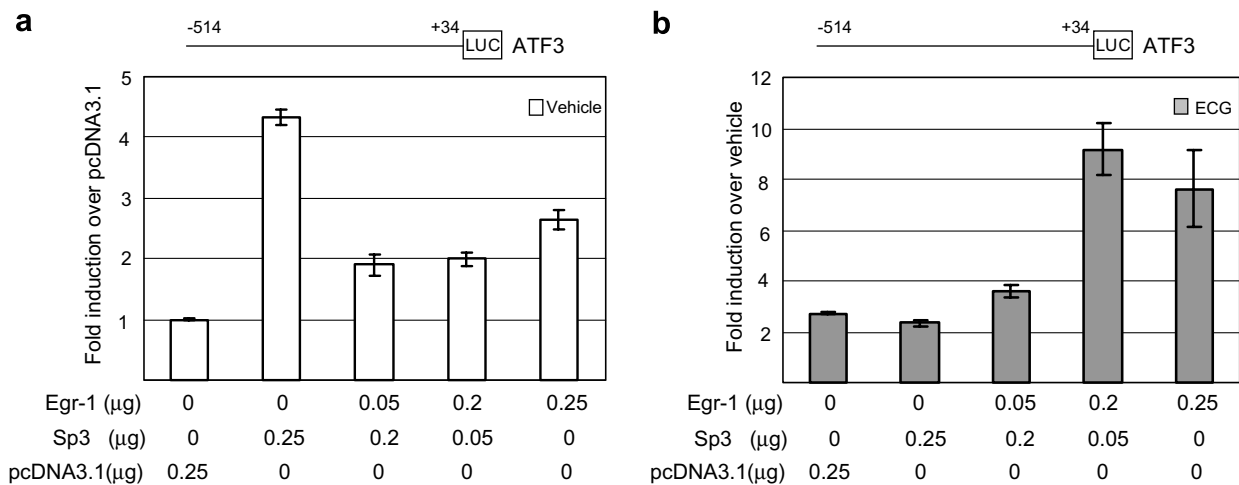 a
-514 +34
LUC ATF3
Fold induction over pcDNA3.1
5
4
3
2
1
0
Vehicle
Egr-1 (μg) 0 0 0.05 0.2 0.25
Sp3 (μg) 0 0.25 0.2 0.05 0
pcDNA3.1(μg) 0.25 0 0 0 0
b
-514 +34
LUC ATF3
Fold induction over vehicle
12
10
8
6
4
2
0
ECG
Egr-1 (μg) 0 0 0.05 0.2 0.25
Sp3 (μg) 0 0.25 0.2 0.05 0
pcDNA3.1(μg) 0.25 0 0 0 0